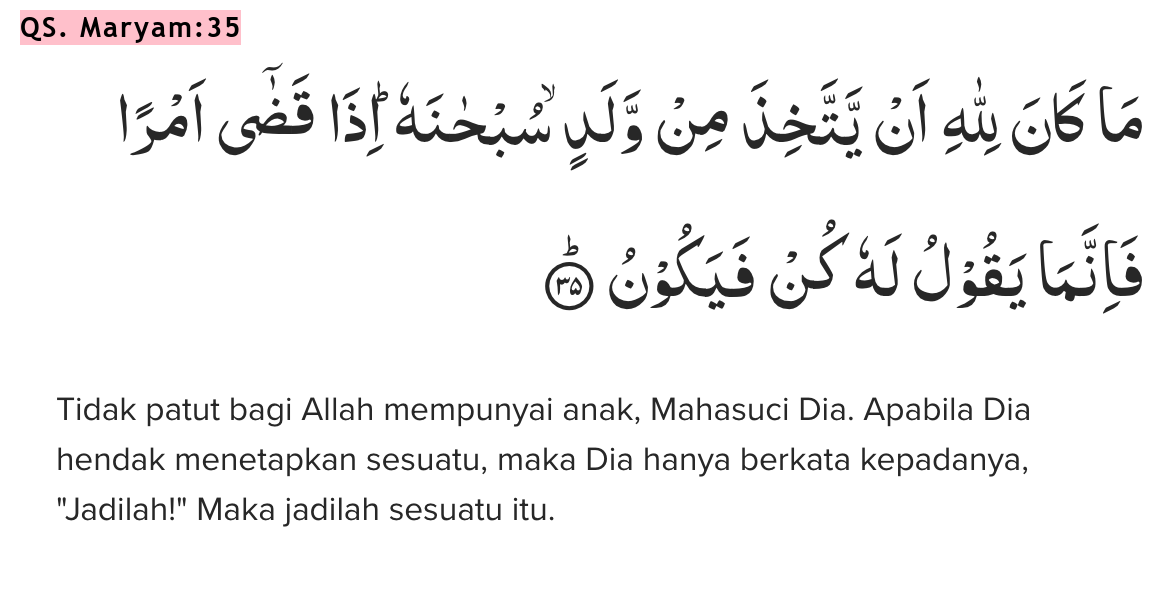 QS. Maryam:35
مَا كَانَ لِلّٰهِ اَنْ يَّتَّخِذَ مِنْ وَّلَدٍ ۙسُبْحٰنَهٗ ۗاِذَا قَضٰٓى اَمْرًا
فَاِنَّمَا يَقُوْلُ لَهٗ كُنْ فَيَكُوْنُ ۗ ۝٣٥
Tidak patut bagi Allah mempunyai anak, Mahasuci Dia. Apabila Dia
hendak menetapkan sesuatu, maka Dia hanya berkata kepadanya,
"Jadilah!" Maka jadilah sesuatu itu.